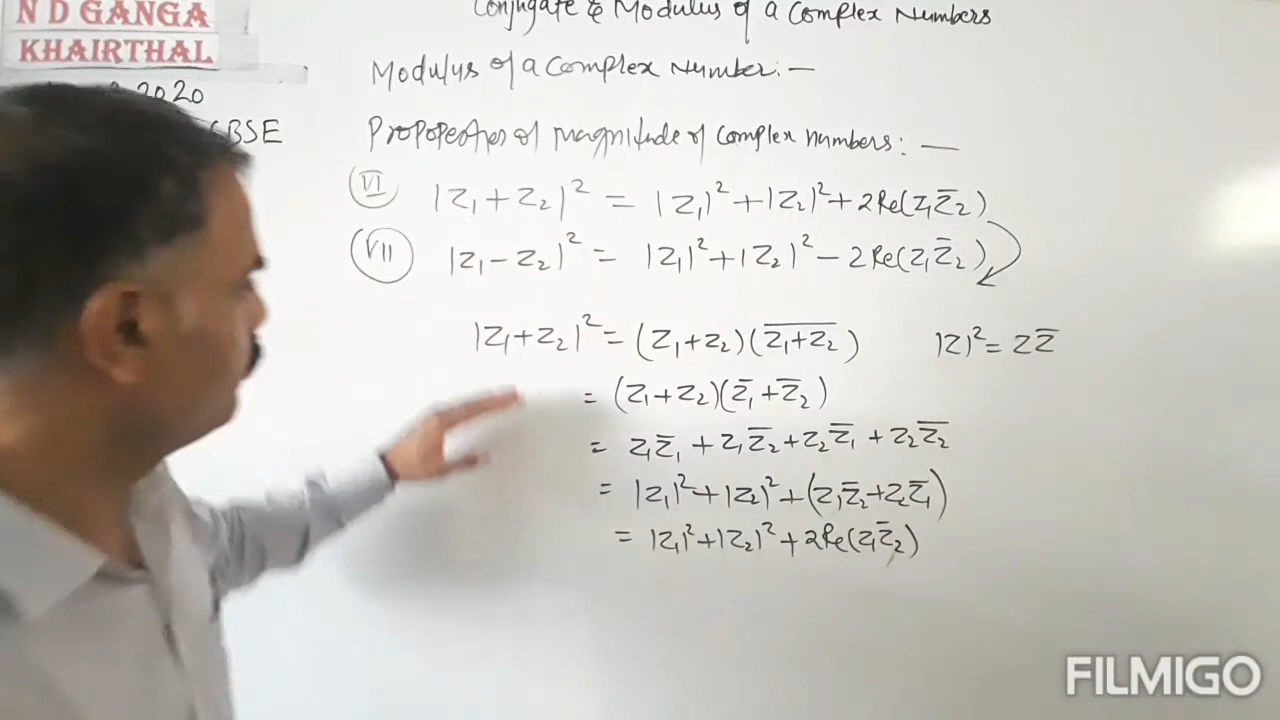 N D GANGA
KHAIRTHAL
2020
CBSE
Conjugate & Modulus of a Complex Numbers
Modulus of a Complex Number:—
Propoperties of magnitude of complex numbers: —
(VI) |z₁ + z₂|² = |z₁|² + |z₂|² + 2Re(z₁z̅₂)
(VII) |z₁ − z₂|² = |z₁|² + |z₂|² − 2Re(z₁z̅₂)
|z₁ + z₂|² = (z₁ + z₂)(z̅₁̅ ̅+̅ ̅z̅₂̅) |z|² = zz̅
= (z₁ + z₂)(z̅₁ + z̅₂)
= z₁z̅₁ + z₁z̅₂ + z₂z̅₁ + z₂z̅₂
= |z₁|² + |z₂|² + (z₁z̅₂ + z₂z̅₁)
= |z₁|² + |z₂|² + 2Re(z₁z̅₂)
FILMIGO